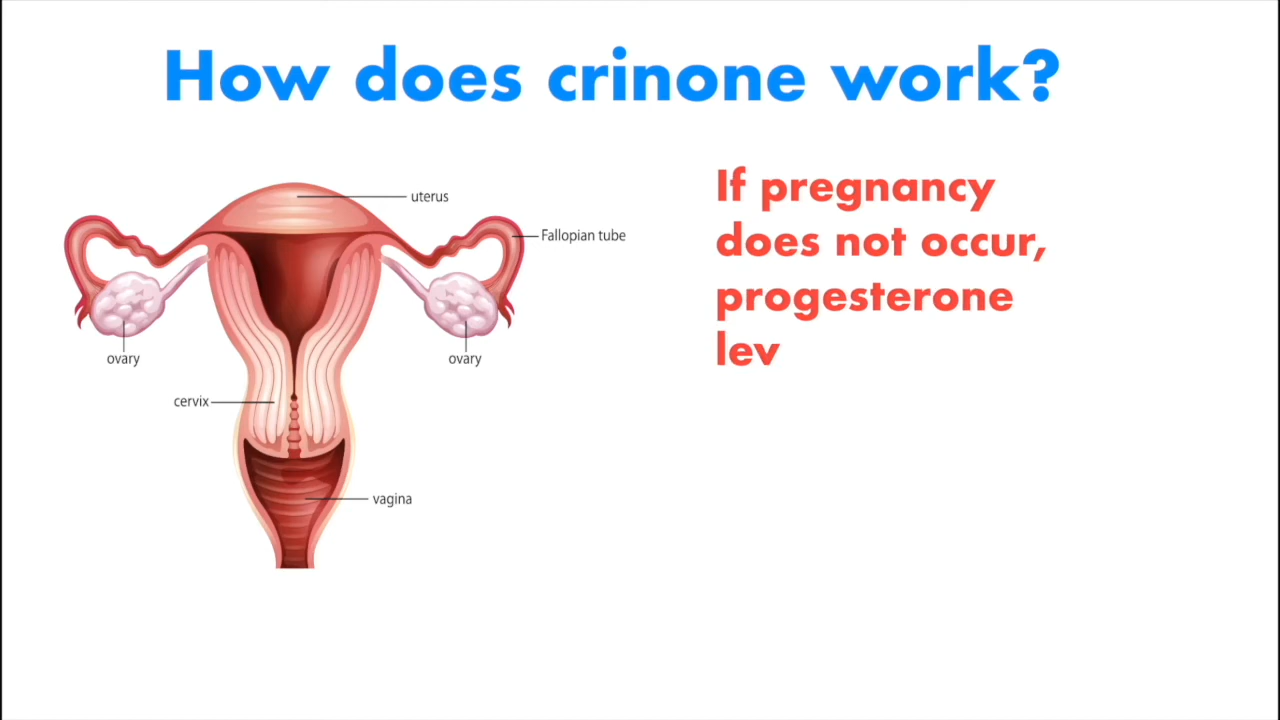 How does crinone work?
If pregnancy
does not occur,
progesterone
lev
uterus
Fallopian tube
ovary
ovary
cervix
vagina